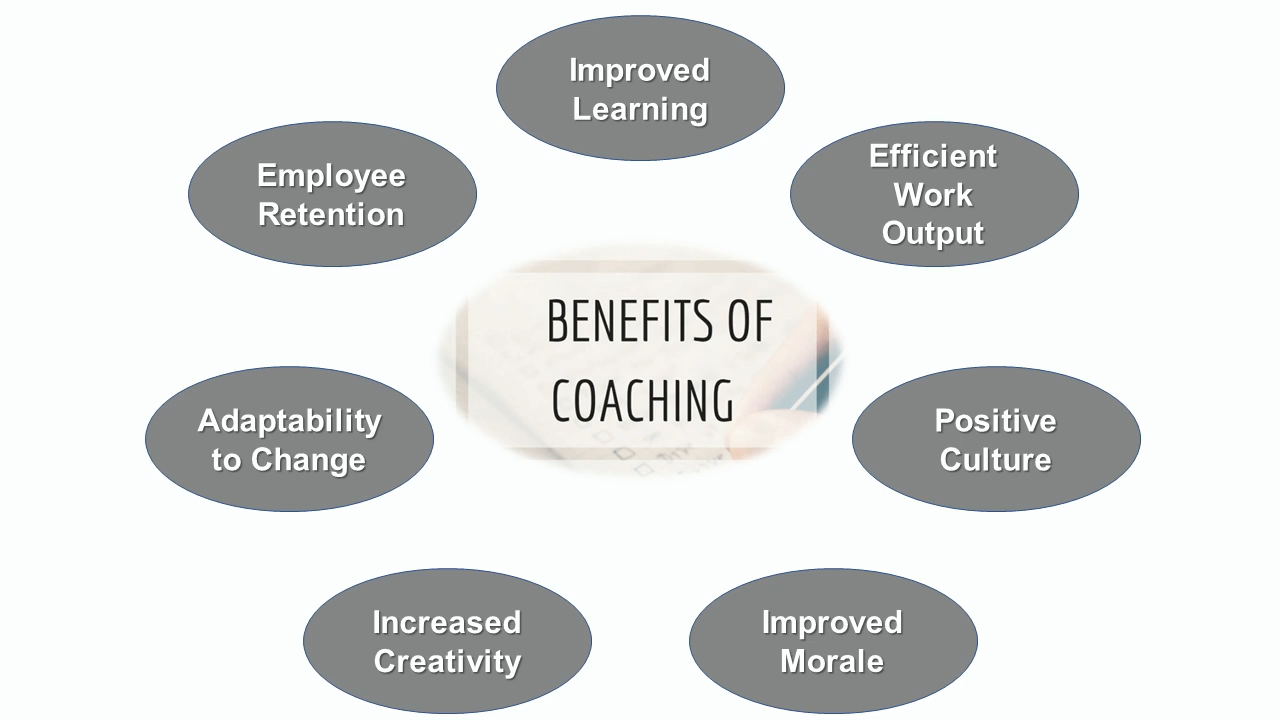 Improved
Learning
Employee
Retention
Efficient
Work
Output
BENEFITS OF
COACHING
Adaptability
to Change
Positive
Culture
Increased
Creativity
Improved
Morale